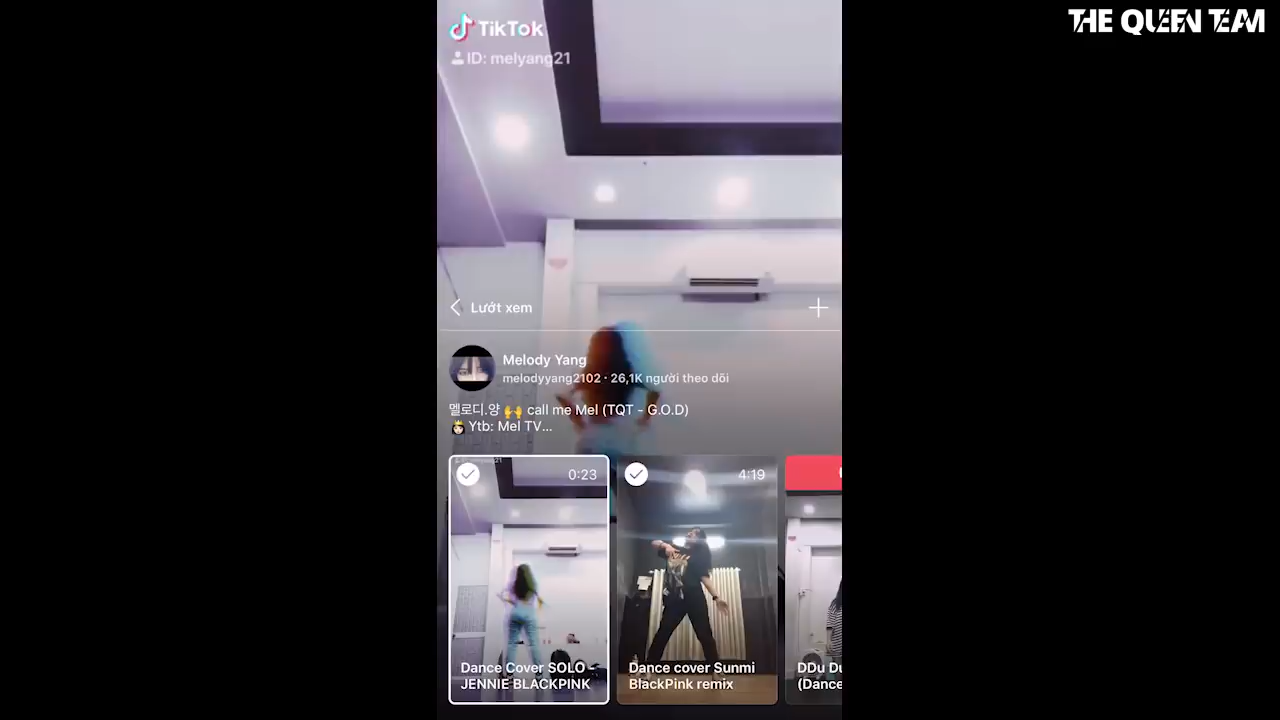 THE QUEEN TEAM
TikTok
ID: melyang21
Lướt xem
Melody Yang
melodyyang2102 · 26,1K người theo dõi
멜로디.양 🙌 call me Mel (TQT - G.O.D)
👸🏻 Ytb: Mel TV...
0:23
4:19
Dance Cover SOLO -
JENNIE BLACKPINK
Dance cover Sunmi
BlackPink remix
DDu
(Dance